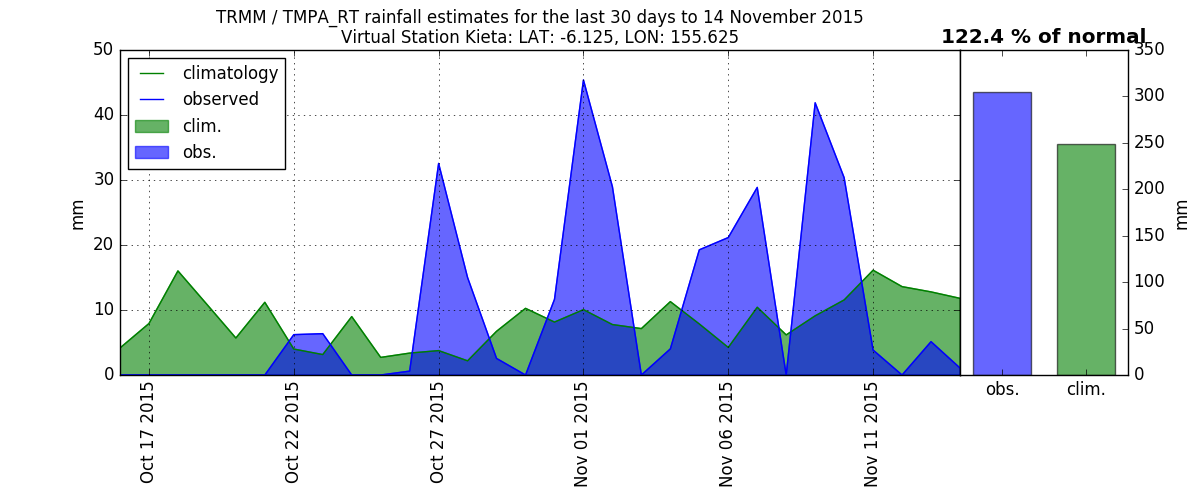 TRMM / TMPA_RT rainfall estimates for the last 30 days to 14 November 2015
Virtual Station Kieta: LAT: -6.125, LON: 155.625
122.4 % of normal
50
40
30
20
10
0
mm
climatology
observed
clim.
obs.
Oct 17 2015
Oct 22 2015
Oct 27 2015
Nov 01 2015
Nov 06 2015
Nov 11 2015
350
300
250
200
150
100
50
0
mm
obs.
clim.